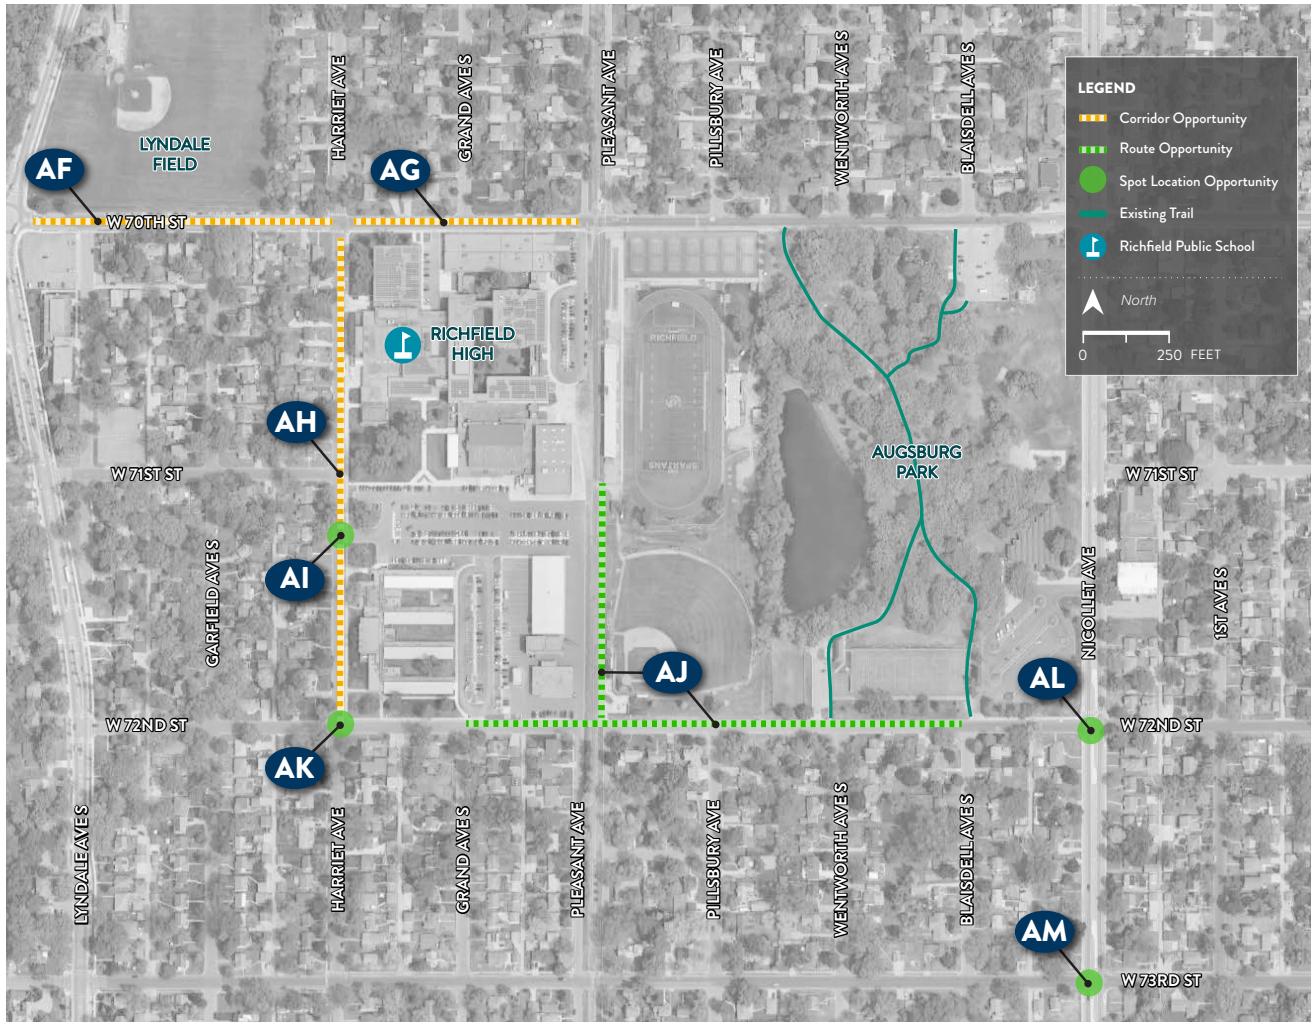 HARRIET AVE
GRAND AVE S
PLEASANT AVE
PILLSBURY AVE
WENTWORTH AVE S
BLAISDELL AVE S
LEGEND
Corridor Opportunity
Route Opportunity
Spot Location Opportunity
Existing Trail
Richfield Public School
North
0 250 FEET
LYNDALE
FIELD
AF
AG
W 70TH ST
RICHFIELD
HIGH
RICHFIELD
SPARTANS
AH
AUGSBURG
PARK
W 71ST ST
W 71ST ST
AI
GARFIELD AVE S
NICOLLET AVE
1ST AVE S
AJ
AL
W 72ND ST
W 72ND ST
AK
LYNDALE AVE S
HARRIET AVE
GRAND AVE S
PLEASANT AVE
PILLSBURY AVE
WENTWORTH AVE S
BLAISDELL AVE S
AM
W 73RD ST